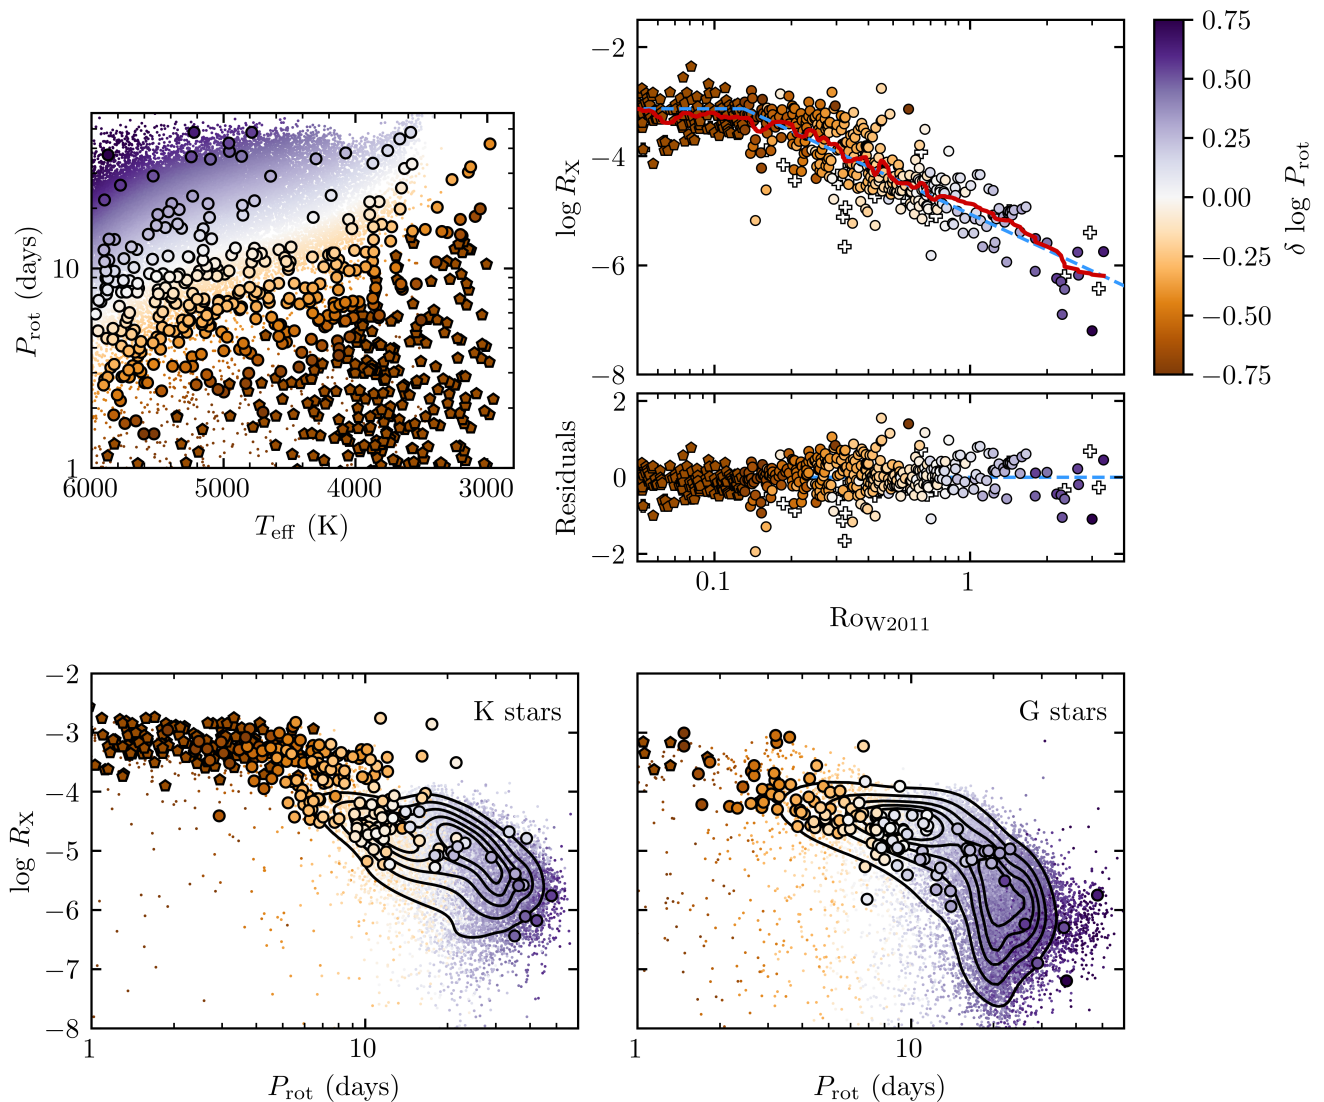 10
1
6000 5000 4000 3000
P_rot (days)
T_eff (K)
−2
−4
−6
−8
log R_X
2
0
−2
Residuals
0.1 1
Ro_W2011
0.75
0.50
0.25
0.00
−0.25
−0.50
−0.75
δ log P_rot
K stars
−2
−3
−4
−5
−6
−7
−8
log R_X
1 10
P_rot (days)
G stars
1 10
P_rot (days)